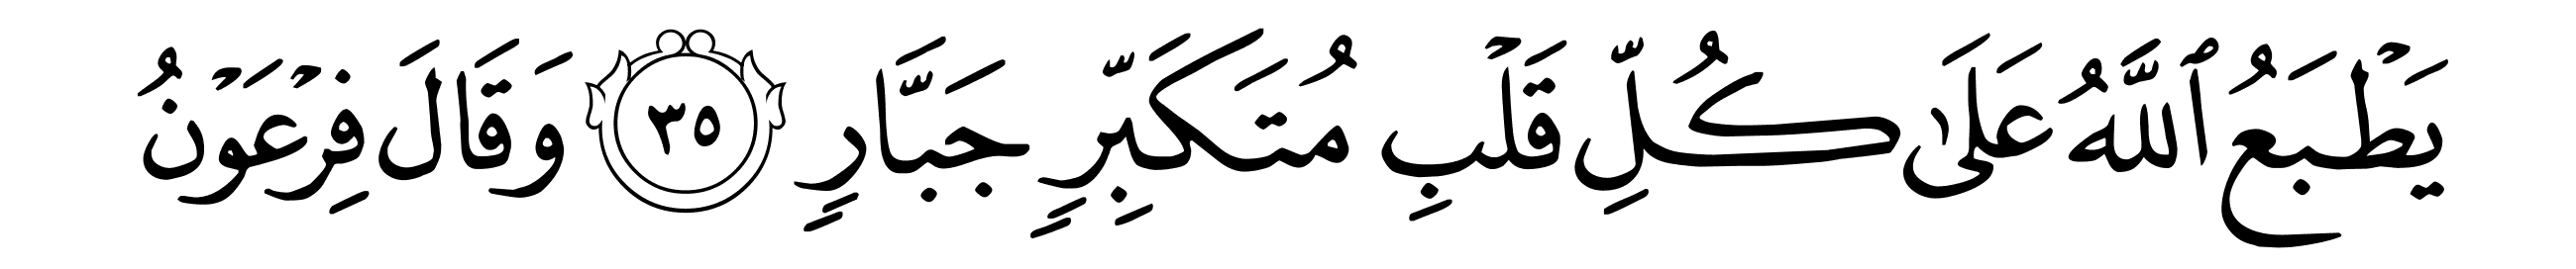 يَطْبَعُ ٱللَّهُ عَلَىٰ كُلِّ قَلْبِ مُتَكَبِّرٍ جَبَّارٍ ٣٥ وَقَالَ فِرْعَوْنُ